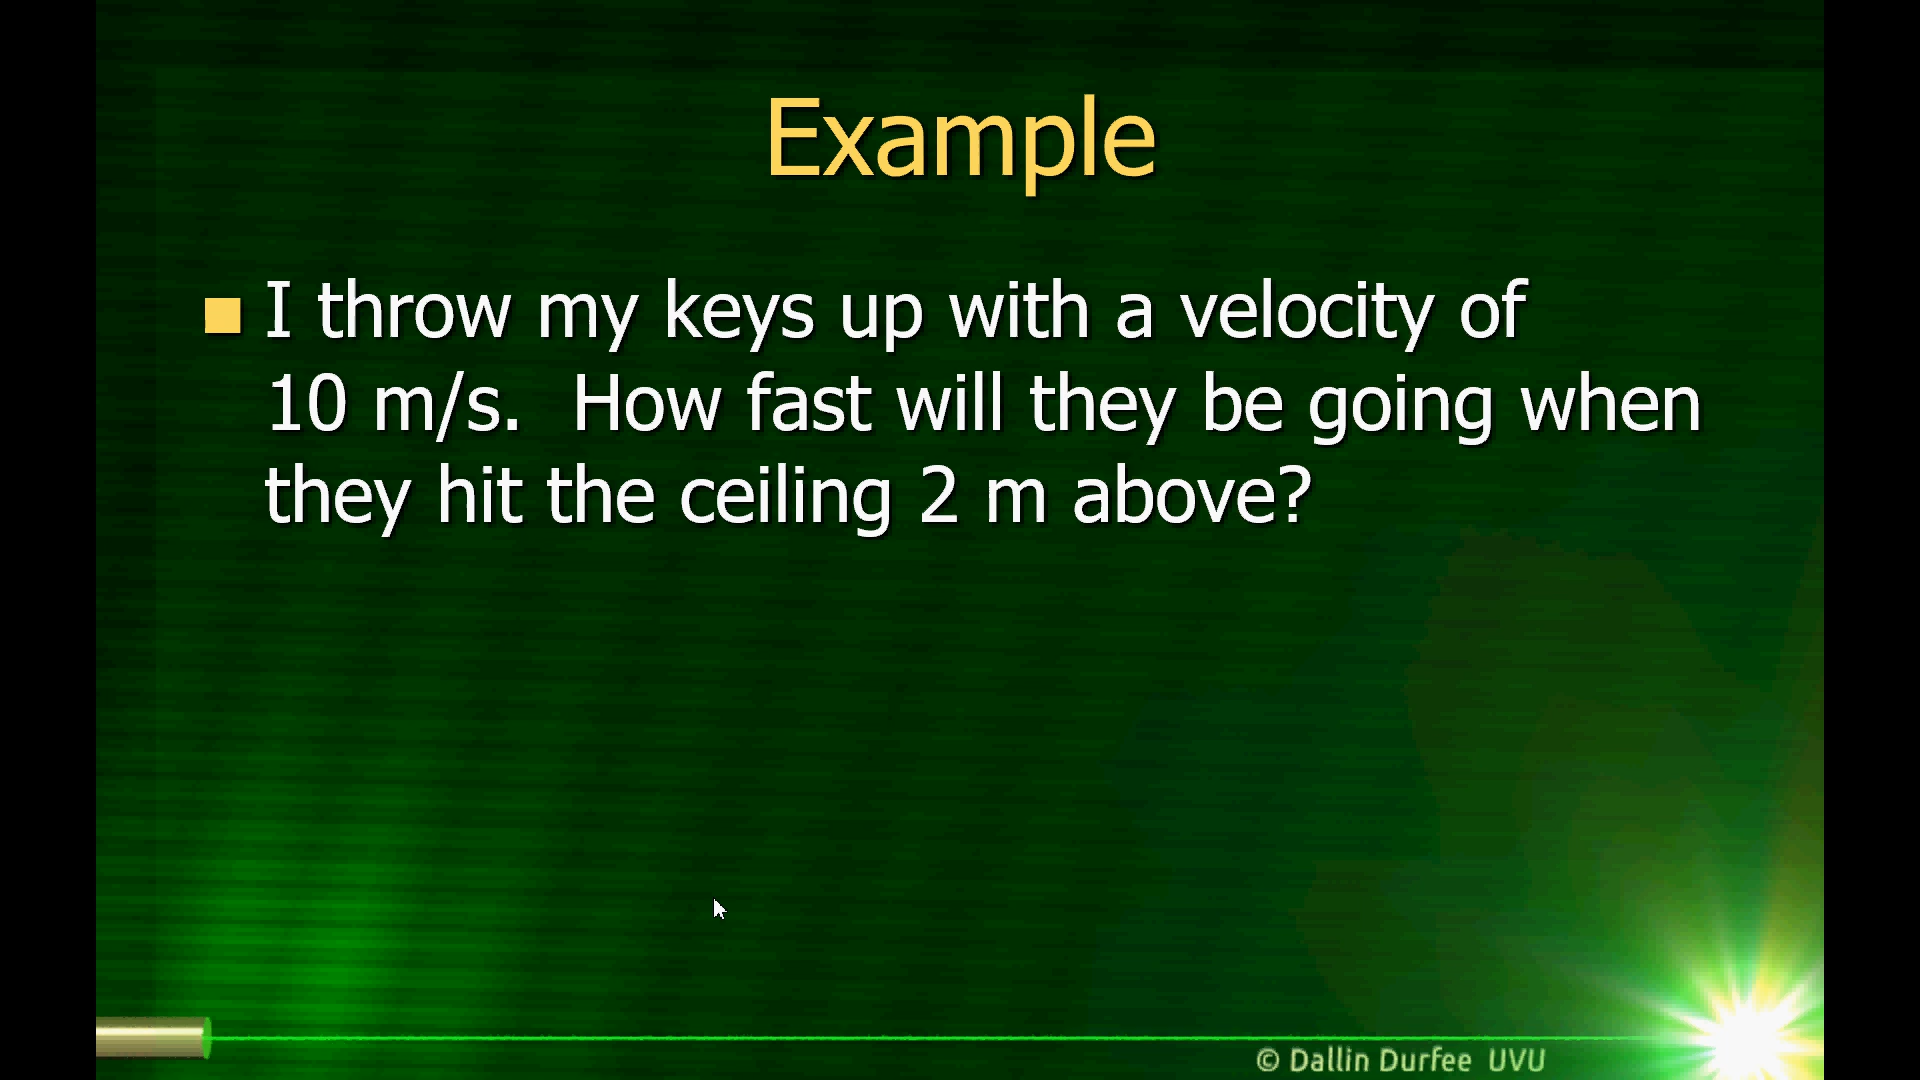 Example
I throw my keys up with a velocity of
10 m/s.  How fast will they be going when
they hit the ceiling 2 m above?
© Dallin Durfee  UVU